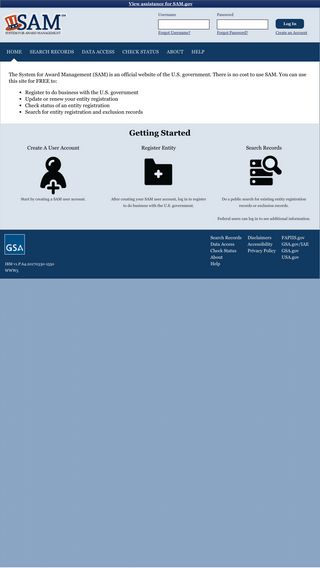 View assistance for SAM.gov
SAM
SYSTEM FOR AWARD MANAGEMENT
Username
Password
Log In
Forgot Username?
Forgot Password?
Create an Account
HOME
SEARCH RECORDS
DATA ACCESS
CHECK STATUS
ABOUT
HELP
The System for Award Management (SAM) is an official website of the U.S. government. There is no cost to use SAM. You can
use this site for FREE to:
Register to do business with the U.S. government
Update or renew your entity registration
Check status of an entity registration
Search for entity registration and exclusion records
Getting Started
Create A User Account
Register Entity
Search Records
Start by creating a SAM user account.
After creating your SAM user account, log in to register
to do business with the U.S. government.
Do a public search for existing entity registration
records or exclusion records.
Federal users can log in to see additional information.
GSA
Search Records
Data Access
Check Status
About
Help
Disclaimers
Accessibility
Privacy Policy
FAPIIS.gov
GSA.gov/IAE
GSA.gov
USA.gov
IBM v1.P.64.20170330-1550
WWW5